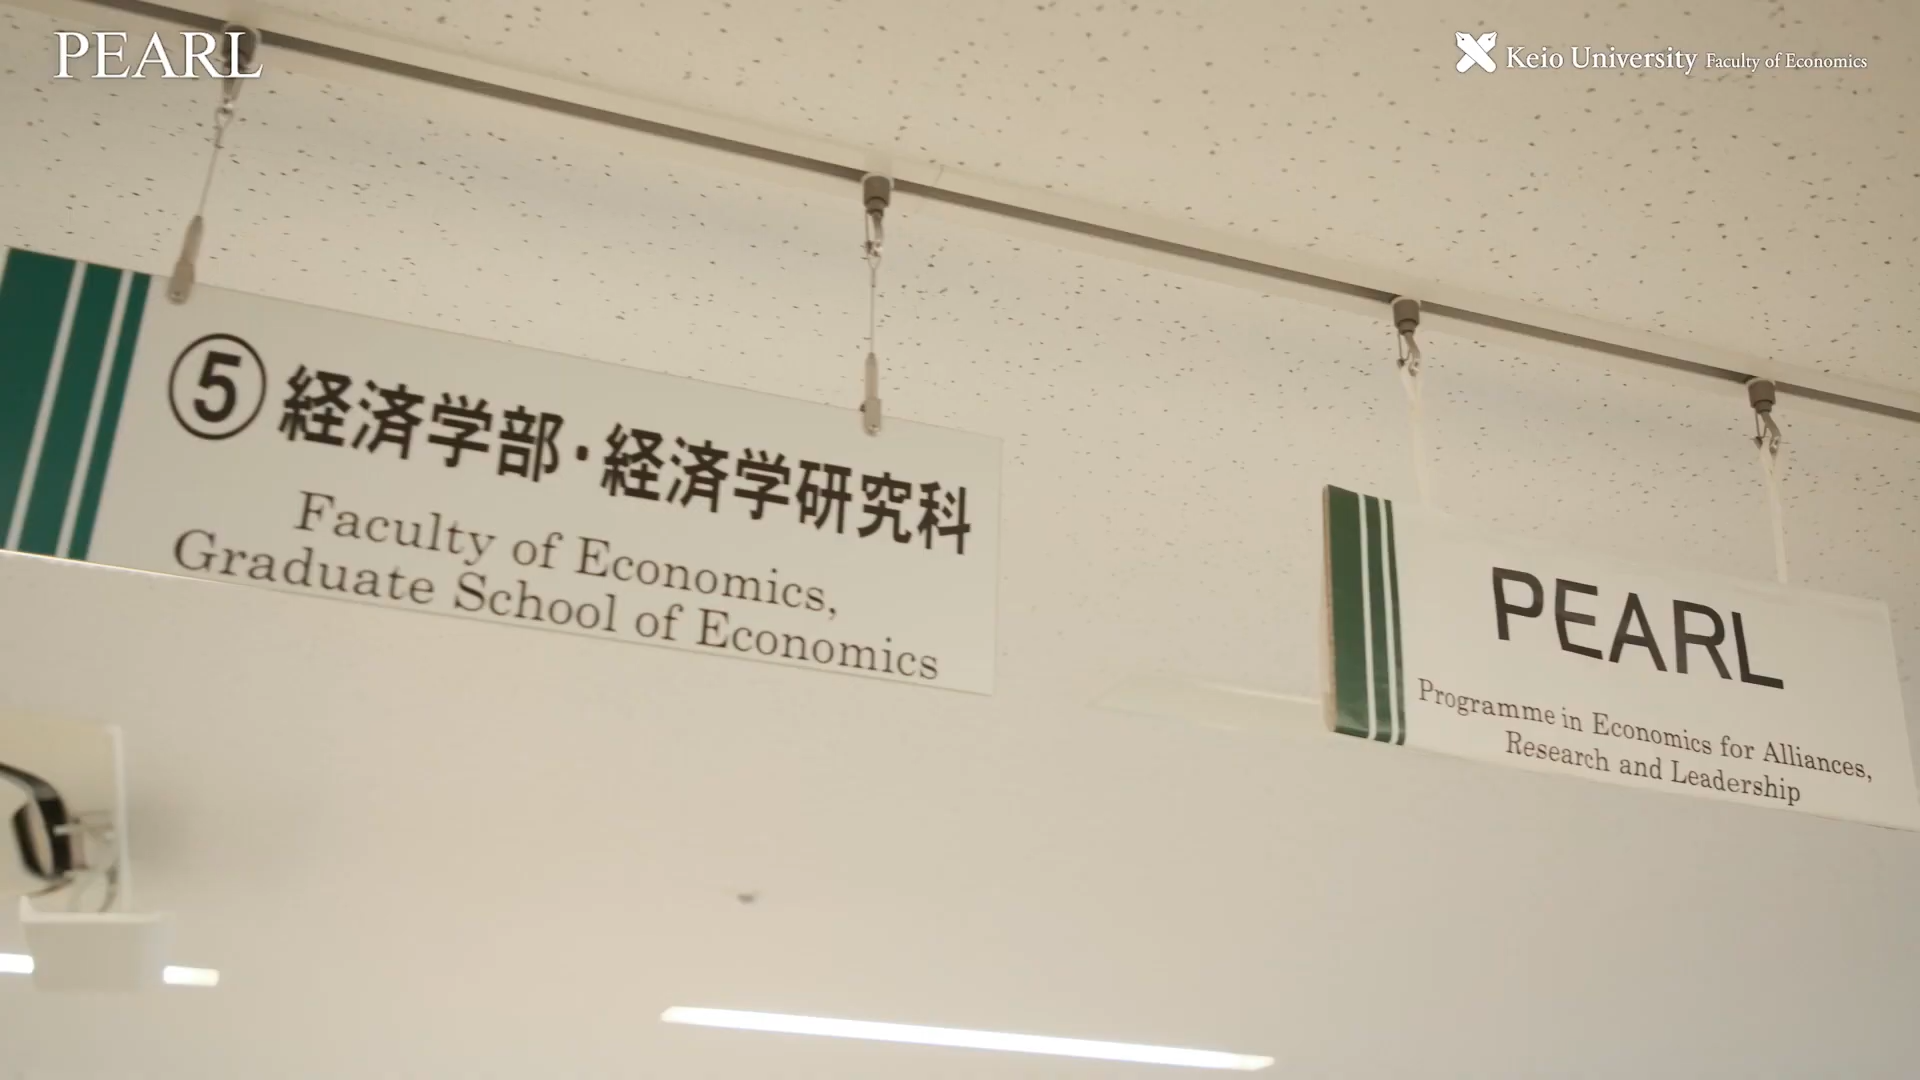 PEARL
Keio University Faculty of Economics
⑤ 経済学部・経済学研究科
Faculty of Economics,
Graduate School of Economics
PEARL
Programme in Economics for Alliances,
Research and Leadership